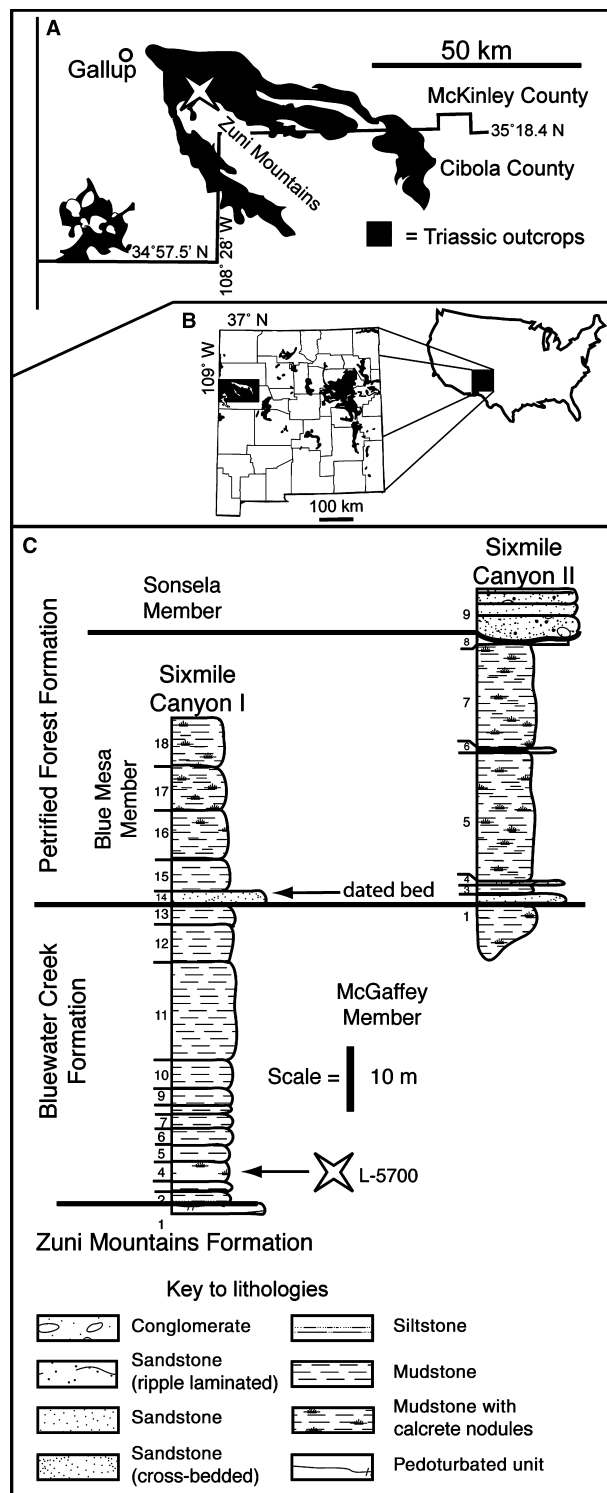 A
Gallup
50 km
McKinley County
35°18.4 N
Zuni Mountains
Cibola County
34°57.5' N
108° 28' W
= Triassic outcrops
B
37° N
109° W
100 km
C
Sixmile
Canyon II
Sonsela
Member
Petrified Forest Formation
Sixmile
Canyon I
Blue Mesa
Member
9
8
7
6
5
4
3
1
18
17
16
15
14
dated bed
13
12
11
10
9
7
6
5
4
2
1
Bluewater Creek
Formation
McGaffey
Member
Scale =
10 m
L-5700
Zuni Mountains Formation
Key to lithologies
Conglomerate
Siltstone
Sandstone
(ripple laminated)
Mudstone
Sandstone
Mudstone with
calcrete nodules
Sandstone
(cross-bedded)
Pedoturbated unit